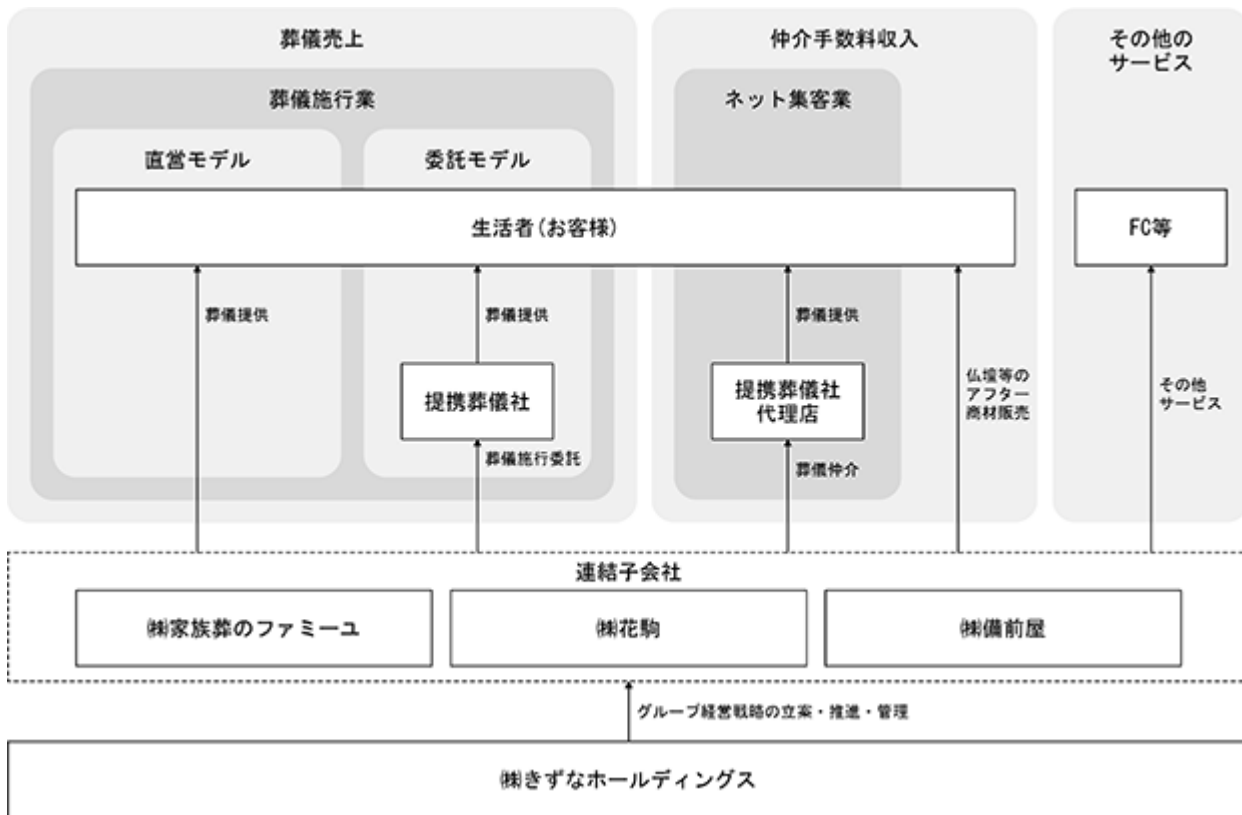 葬儀売上
仲介手数料収入
その他の
サービス
葬儀施行業
ネット集客業
直営モデル
委託モデル
生活者(お客様)
FC等
葬儀提供
葬儀提供
葬儀提供
提携葬儀社
提携葬儀社
代理店
仏壇等の
アフター
商材販売
その他
サービス
葬儀施行委託
葬儀仲介
連結子会社
㈱家族葬のファミーユ
㈱花駒
㈱備前屋
グループ経営戦略の立案・推進・管理
㈱きずなホールディングス